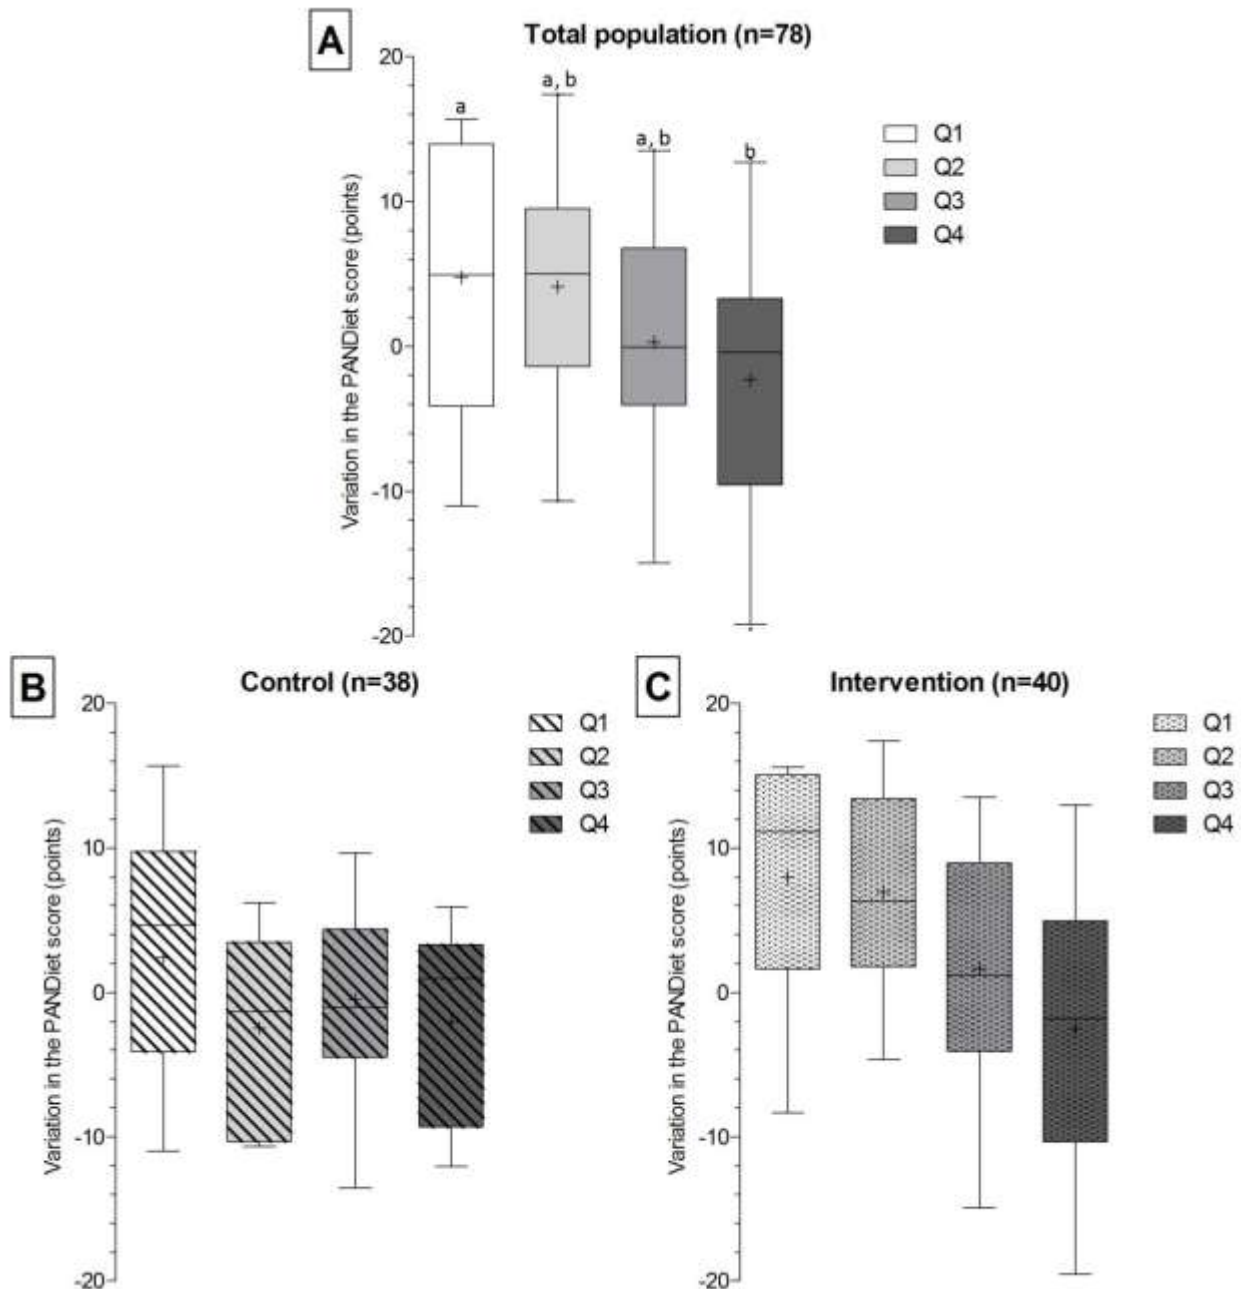 A
Total population (n=78)
Variation in the PANDiet score (points)
20
10
0
-10
-20
a
a, b
a, b
b
Q1
Q2
Q3
Q4
B
Control (n=38)
Variation in the PANDiet score (points)
20
10
0
-10
-20
Q1
Q2
Q3
Q4
C
Intervention (n=40)
Variation in the PANDiet score (points)
20
10
0
-10
-20
Q1
Q2
Q3
Q4